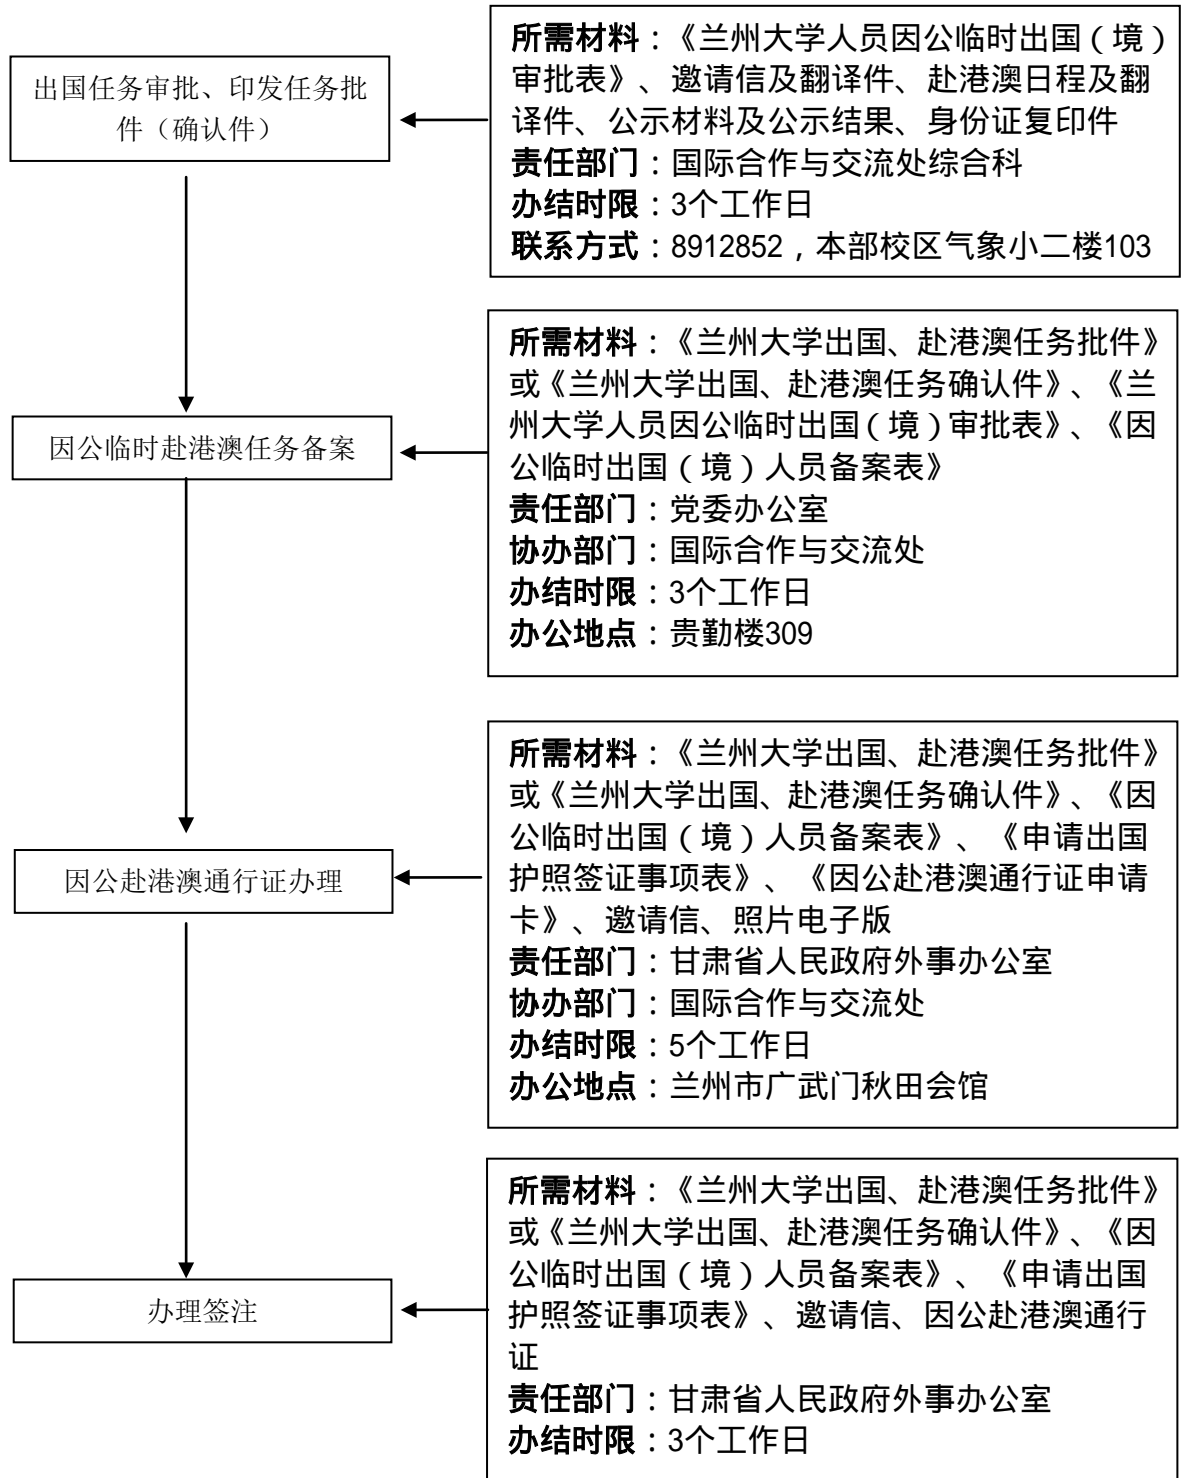 出国任务审批、印发任务批
件（确认件）
所需材料：《兰州大学人员因公临时出国（境）
审批表》、邀请信及翻译件、赴港澳日程及翻
译件、公示材料及公示结果、身份证复印件
责任部门：国际合作与交流处综合科
办结时限：3个工作日
联系方式：8912852，本部校区气象小二楼103
因公临时赴港澳任务备案
所需材料：《兰州大学出国、赴港澳任务批件》
或《兰州大学出国、赴港澳任务确认件》、《兰
州大学人员因公临时出国（境）审批表》、《因
公临时出国（境）人员备案表》
责任部门：党委办公室
协办部门：国际合作与交流处
办结时限：3个工作日
办公地点：贵勤楼309
因公赴港澳通行证办理
所需材料：《兰州大学出国、赴港澳任务批件》
或《兰州大学出国、赴港澳任务确认件》、《因
公临时出国（境）人员备案表》、《申请出国
护照签证事项表》、《因公赴港澳通行证申请
卡》、邀请信、照片电子版
责任部门：甘肃省人民政府外事办公室
协办部门：国际合作与交流处
办结时限：5个工作日
办公地点：兰州市广武门秋田会馆
办理签注
所需材料：《兰州大学出国、赴港澳任务批件》
或《兰州大学出国、赴港澳任务确认件》、《因
公临时出国（境）人员备案表》、《申请出国
护照签证事项表》、邀请信、因公赴港澳通行
证
责任部门：甘肃省人民政府外事办公室
办结时限：3个工作日